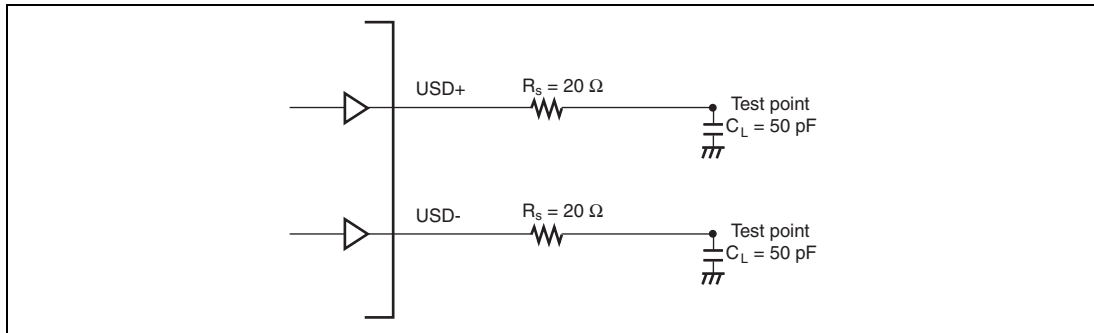 USD+
Rs = 20 Ω
Test point
CL = 50 pF
USD-
Rs = 20 Ω
Test point
CL = 50 pF